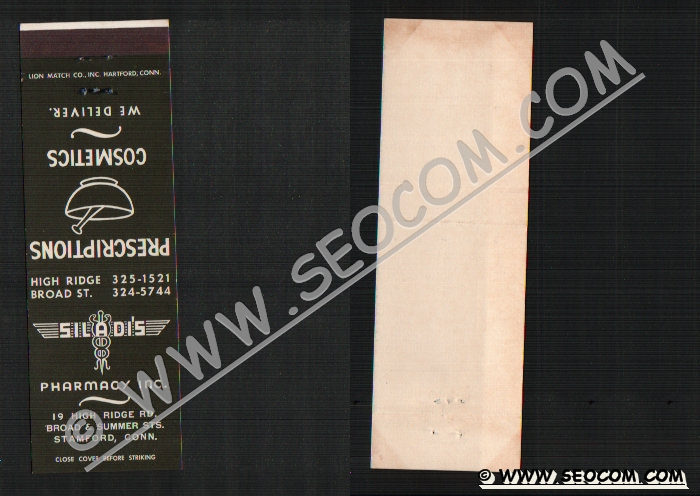 LION MATCH CO., INC. HARTFORD, CONN.
WE DELIVER.
COSMETICS
PRESCRIPTIONS
HIGH RIDGE 325-1521
BROAD ST. 324-5744
SILADI'S
PHARMACY INC.
19 HIGH RIDGE RD.
BROAD & SUMMER STS.
STAMFORD, CONN.
CLOSE COVER BEFORE STRIKING
© WWW.SEOCOM.COM
© WWW.SEOCOM.COM